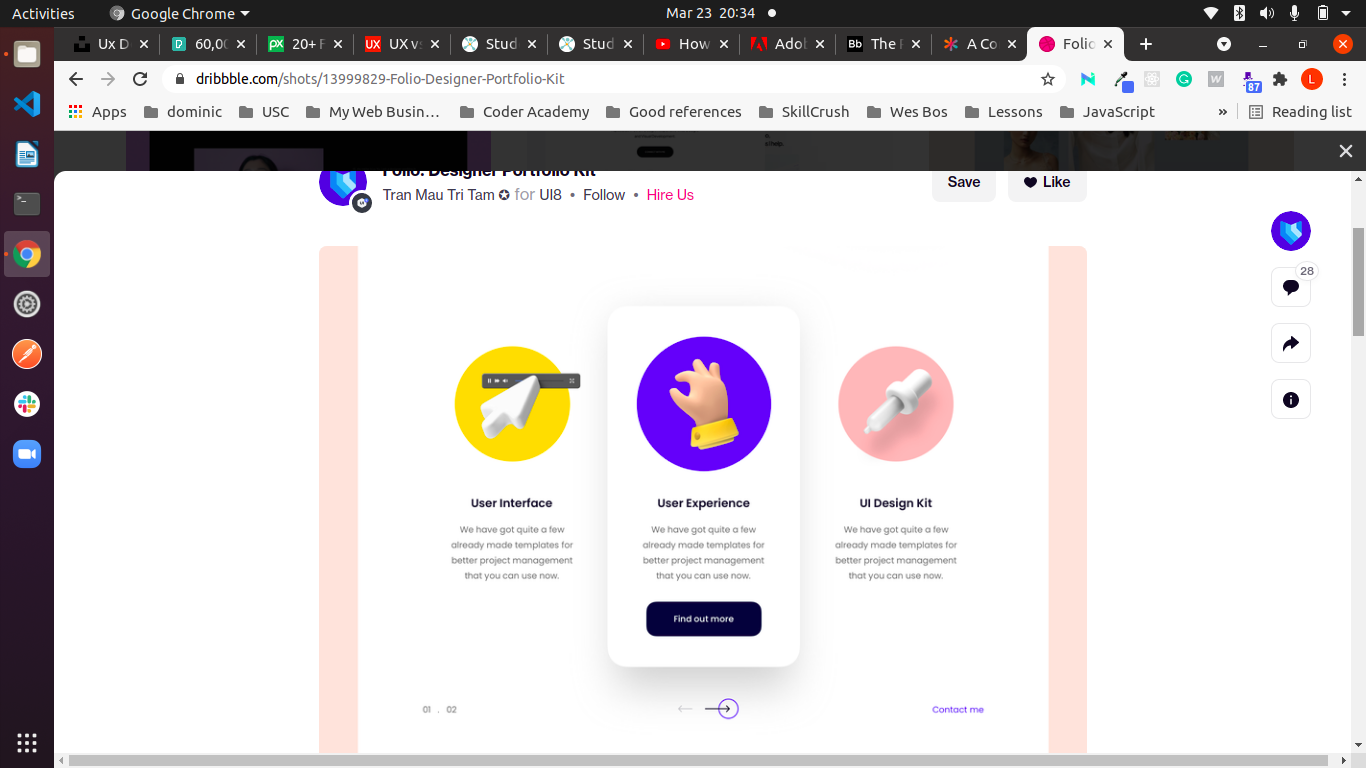 Activities Google Chrome Mar 23 20:34
Ux D 60,00 20+ F UX vs Stud Stud How Adob The F A Co Folio
dribbble.com/shots/13999829-Folio-Designer-Portfolio-Kit L 87
Apps dominic USC My Web Busin… Coder Academy Good references SkillCrush Wes Bos Lessons JavaScript » Reading list
Folio: Designer Portfolio Kit
Tran Mau Tri Tam for UI8 • Follow • Hire Us
Save Like
28
User Interface
We have got quite a few
already made templates for
better project management
that you can use now.
User Experience
We have got quite a few
already made templates for
better project management
that you can use now.
Find out more
UI Design Kit
We have got quite a few
already made templates for
better project management
that you can use now.
01 . 02
Contact me